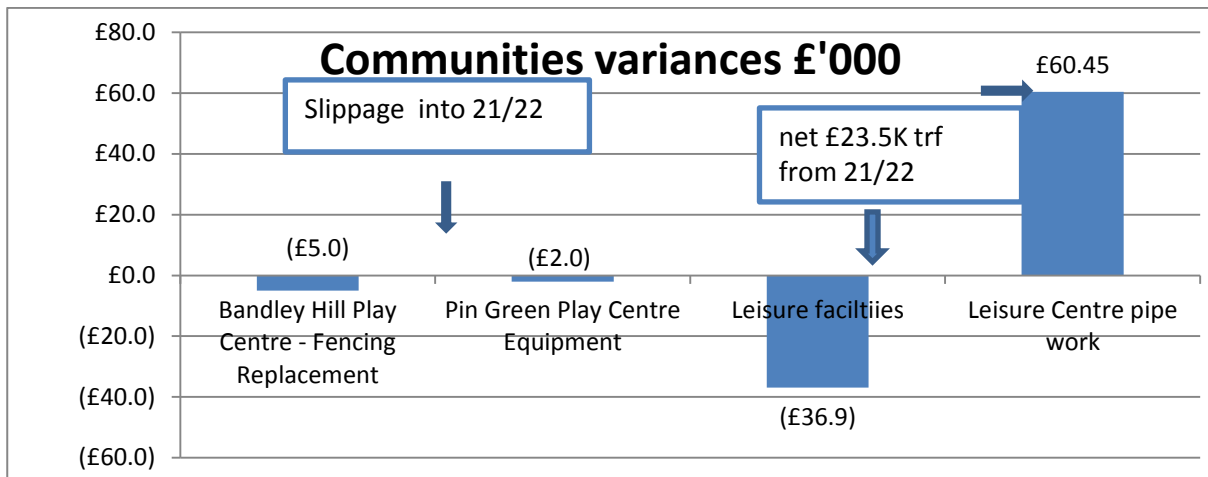 Communities variances £'000
£80.0
£60.0
£40.0
£20.0
£0.0
(£20.0)
(£40.0)
(£60.0)
Slippage into 21/22
net £23.5K trf
from 21/22
£60.45
(£5.0)
(£2.0)
(£36.9)
Bandley Hill Play
Centre - Fencing
Replacement
Pin Green Play Centre
Equipment
Leisure faciltiies
Leisure Centre pipe
work